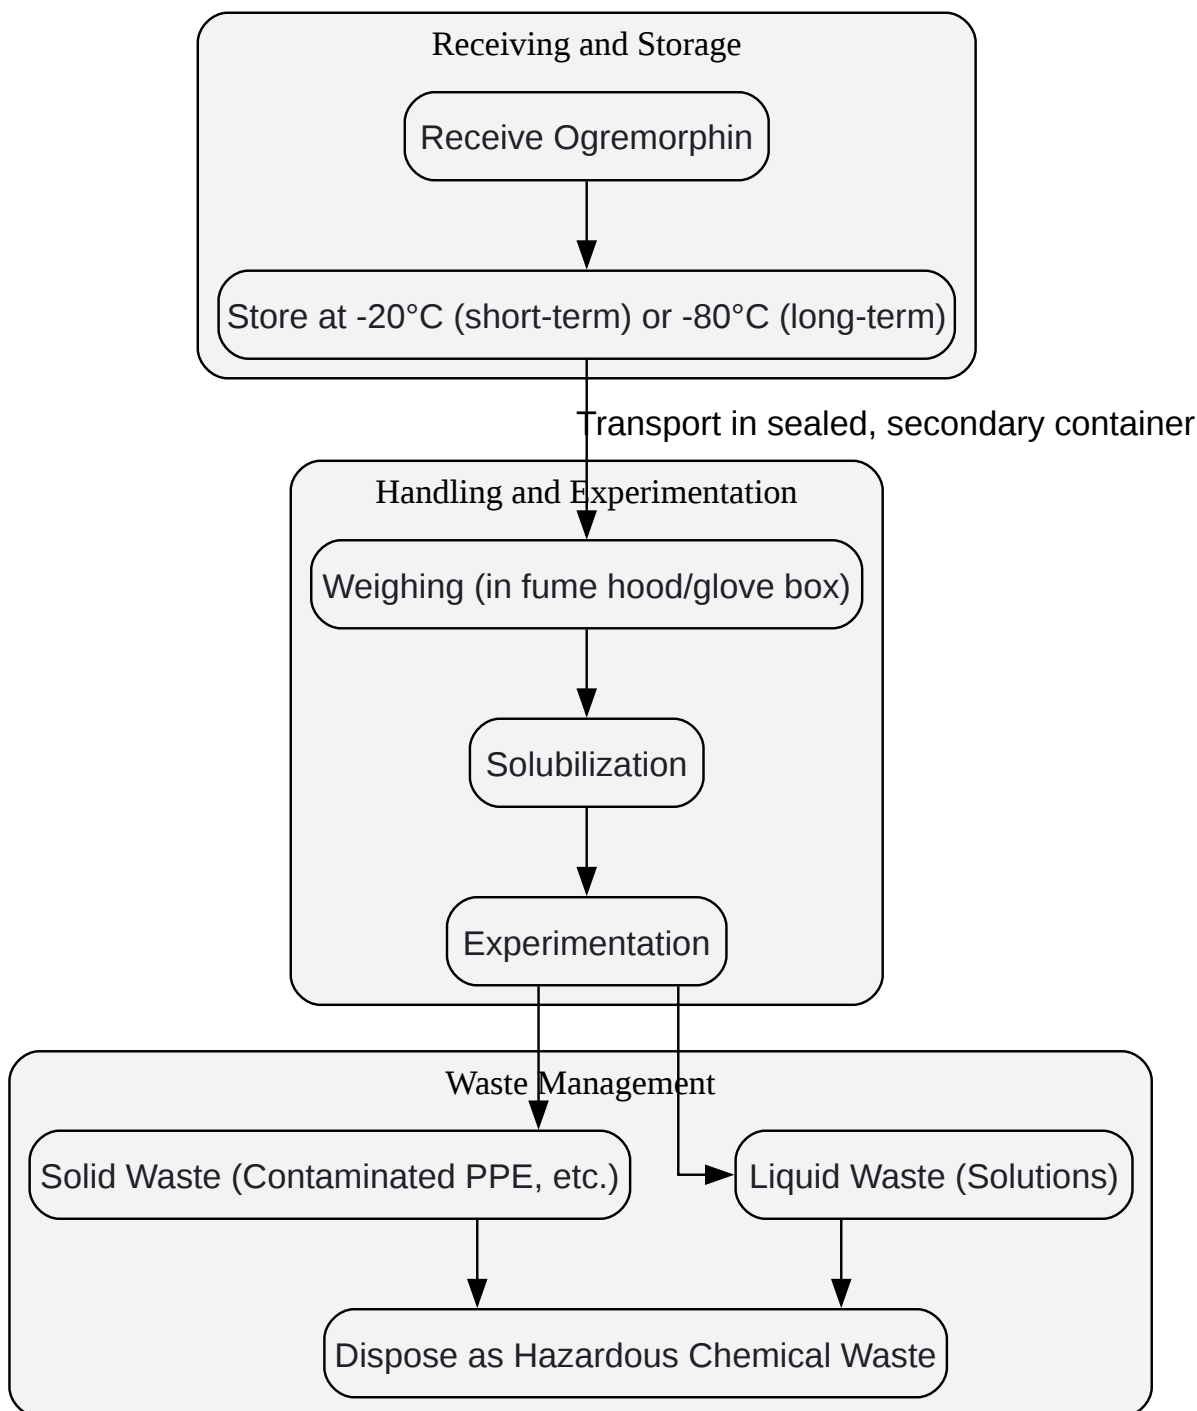 Receiving and Storage
Receive Ogremorphin
Store at -20°C (short-term) or -80°C (long-term)
Transport in sealed, secondary container
Handling and Experimentation
Weighing (in fume hood/glove box)
Solubilization
Experimentation
Waste Management
Solid Waste (Contaminated PPE, etc.)
Liquid Waste (Solutions)
Dispose as Hazardous Chemical Waste